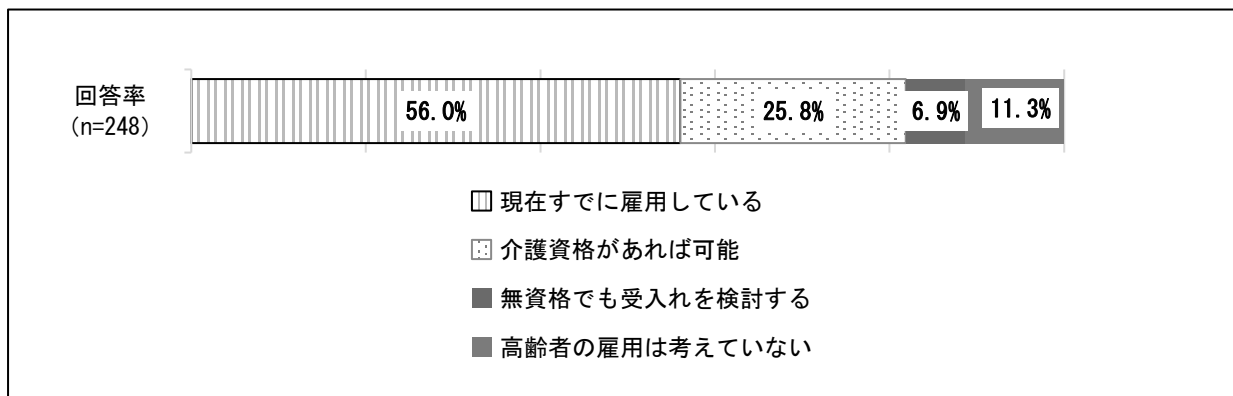 回答率
(n=248)
56.0%
25.8%
6.9%
11.3%
現在すでに雇用している
介護資格があれば可能
無資格でも受入れを検討する
高齢者の雇用は考えていない